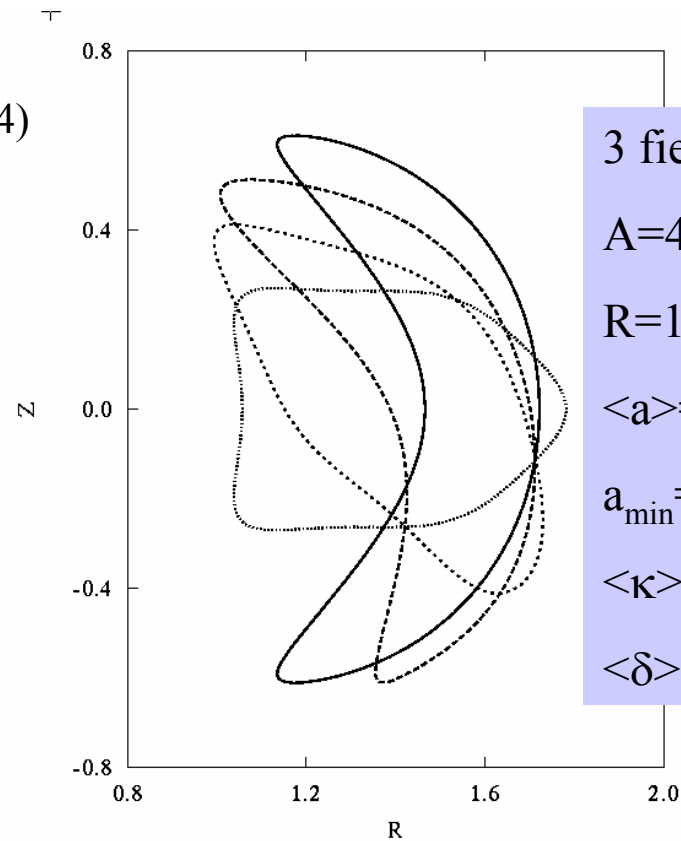 4)
0.8
0.4
Z
0.0
-0.4
-0.8
0.8 1.2 1.6 2.0
R
3 fie
A=4
R=1
<a>=
a_min=
<κ>
<δ>